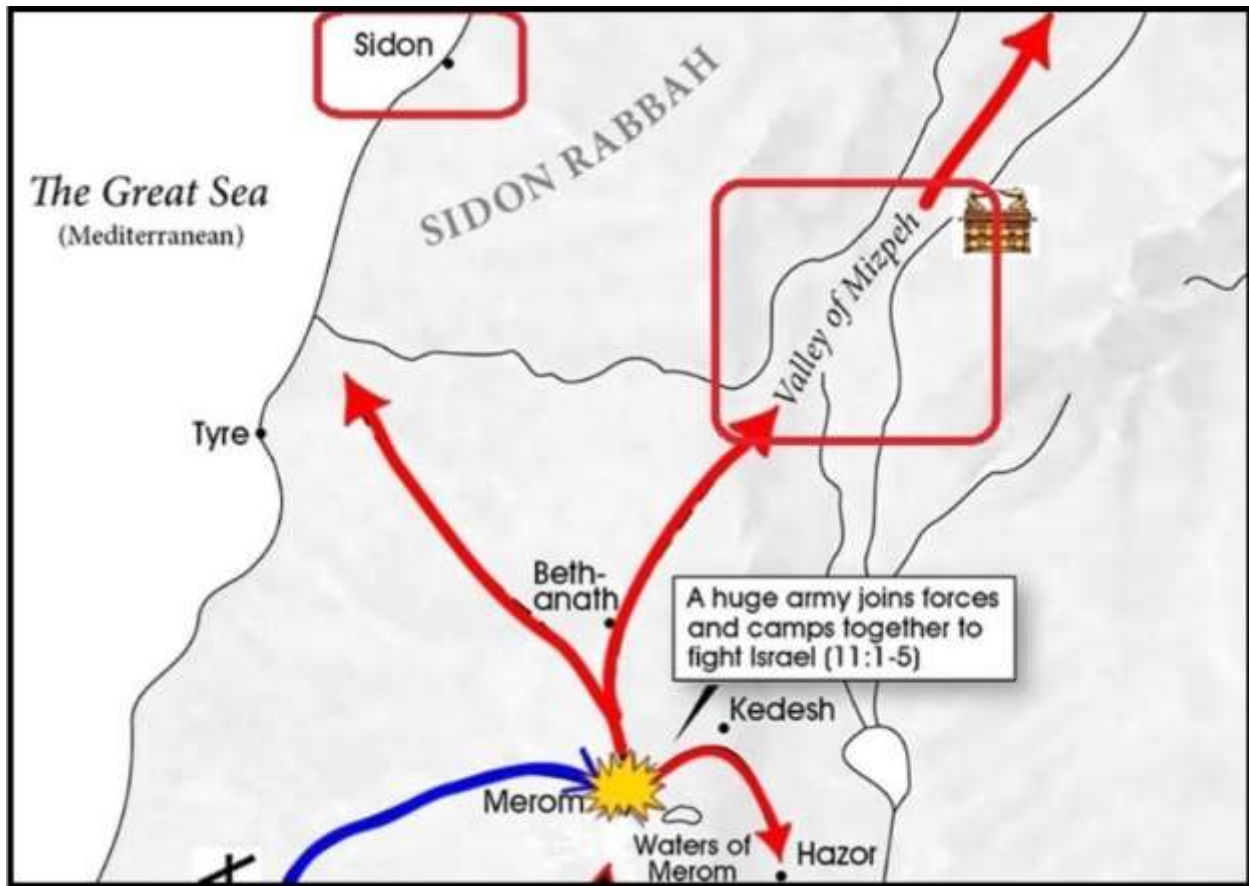 Sidon
SIDON RABBAH
The Great Sea
(Mediterranean)
Valley of Mizpeh
Tyre
Beth-
anath
A huge army joins forces
and camps together to
fight Israel (11:1-5)
Kedesh
Merom
Waters of
Merom
Hazor